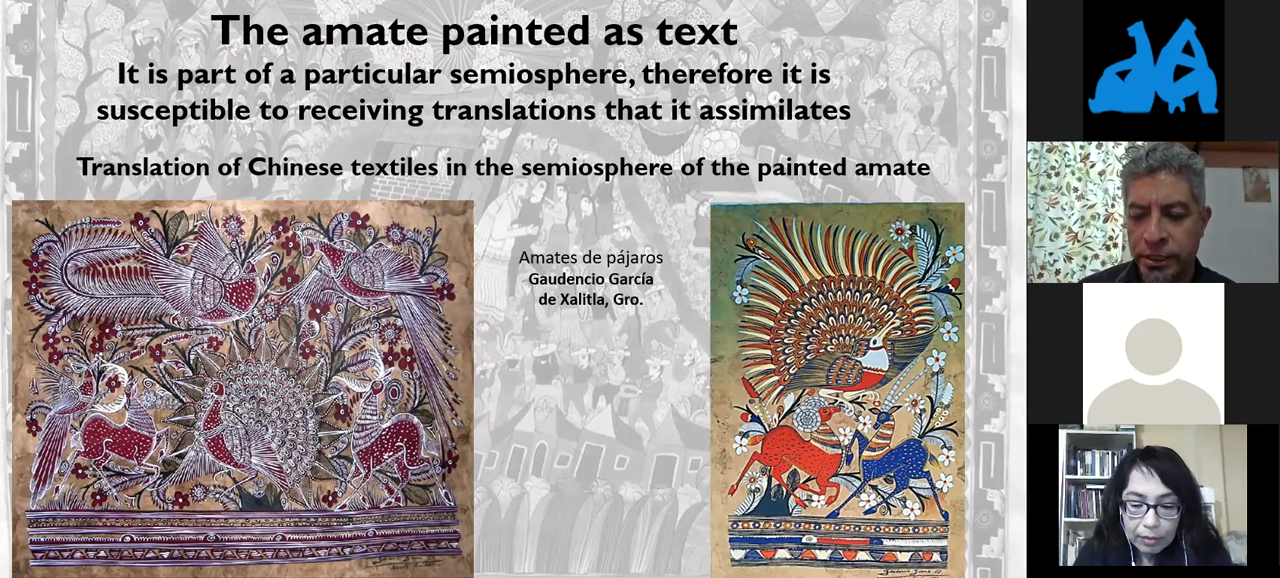 The amate painted as text
It is part of a particular semiosphere, therefore it is
susceptible to receiving translations that it assimilates
Translation of Chinese textiles in the semiosphere of the painted amate
Amates de pájaros
Gaudencio García
de Xalitla, Gro.